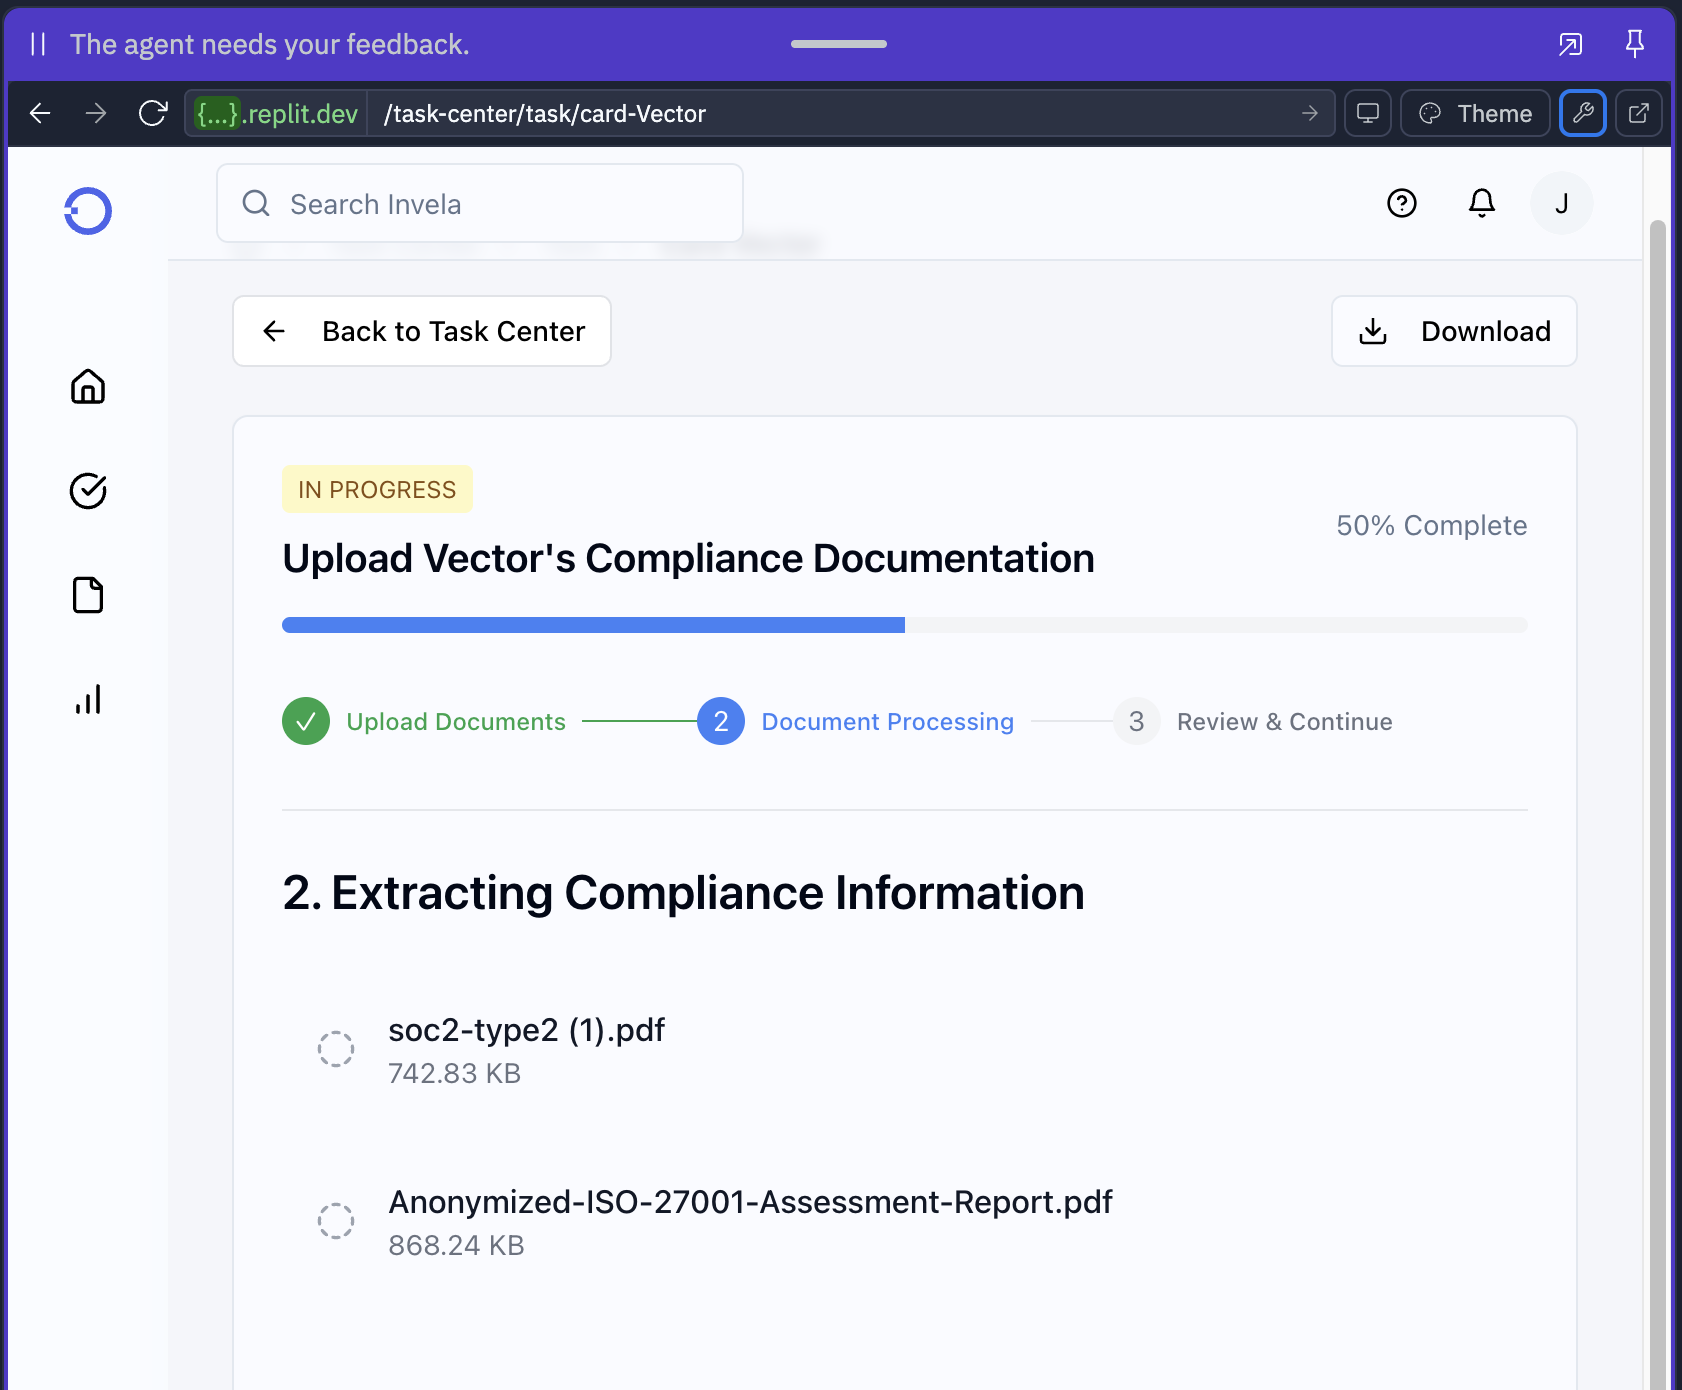 The agent needs your feedback.
{...}.replit.dev /task-center/task/card-Vector Theme
Search Invela
J
Back to Task Center
Download
IN PROGRESS
50% Complete
Upload Vector's Compliance Documentation
Upload Documents 2 Document Processing 3 Review & Continue
2. Extracting Compliance Information
soc2-type2 (1).pdf
742.83 KB
Anonymized-ISO-27001-Assessment-Report.pdf
868.24 KB